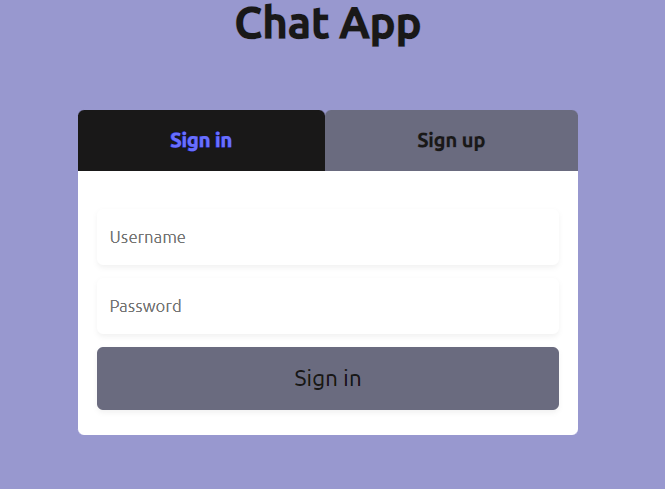 Chat App
Sign in Sign up
Username
Password
Sign in